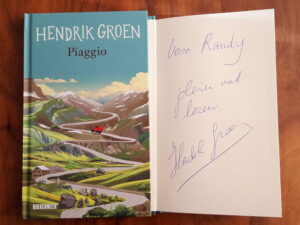 HENDRIK GROEN
Piaggio
Voor Randy
plezier met
lezen
Hendrik Groen